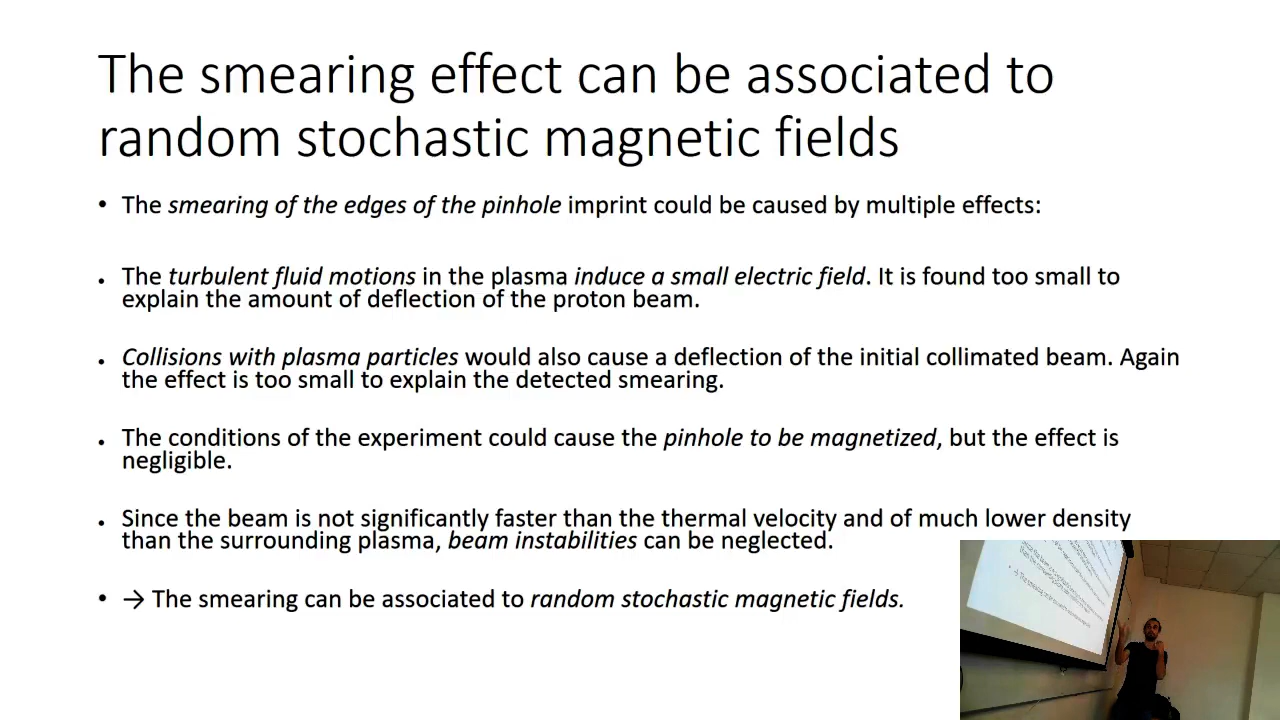 The smearing effect can be associated to
random stochastic magnetic fields
• The smearing of the edges of the pinhole imprint could be caused by multiple effects:
• The turbulent fluid motions in the plasma induce a small electric field. It is found too small to
explain the amount of deflection of the proton beam.
• Collisions with plasma particles would also cause a deflection of the initial collimated beam. Again
the effect is too small to explain the detected smearing.
• The conditions of the experiment could cause the pinhole to be magnetized, but the effect is
negligible.
• Since the beam is not significantly faster than the thermal velocity and of much lower density
than the surrounding plasma, beam instabilities can be neglected.
• → The smearing can be associated to random stochastic magnetic fields.